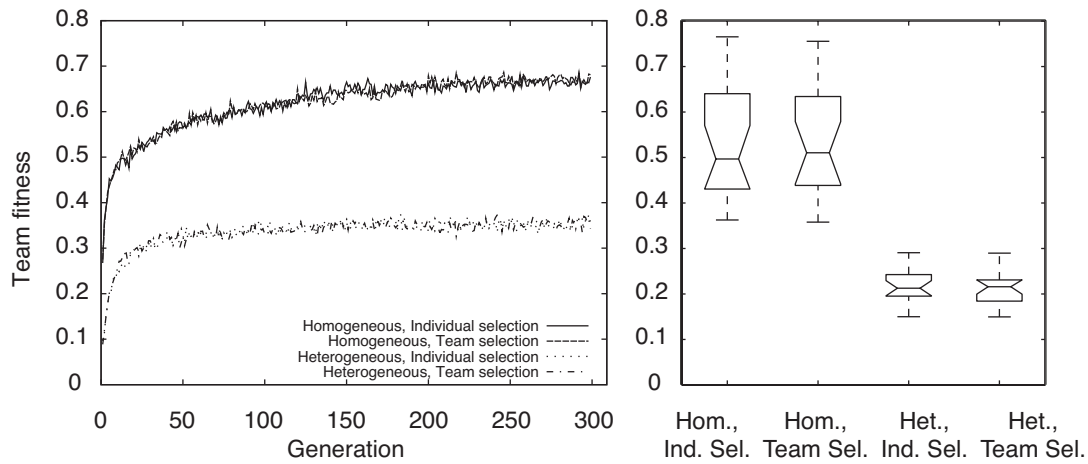 0.8
0.7
0.6
0.5
0.4
0.3
0.2
0.1
0
Team fitness
Homogeneous, Individual selection
Homogeneous, Team selection
Heterogeneous, Individual selection
Heterogeneous, Team selection
0 50 100 150 200 250 300
Generation
0.8
0.7
0.6
0.5
0.4
0.3
0.2
0.1
0
Hom., Hom., Het., Het.,
Ind. Sel. Team Sel. Ind. Sel. Team Sel.